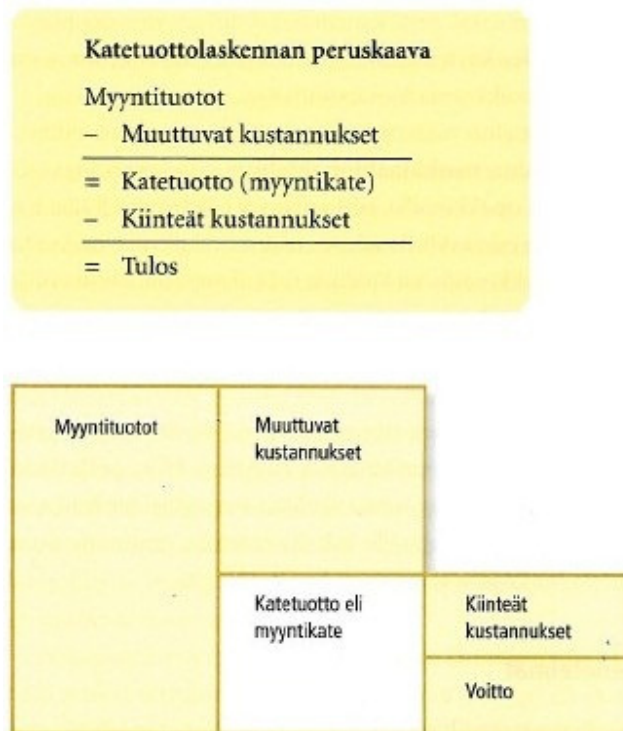 Katetuottolaskennan peruskaava
Myyntituotot
– Muuttuvat kustannukset
= Katetuotto (myyntikate)
– Kiinteät kustannukset
= Tulos
Myyntituotot
Muuttuvat
kustannukset
Katetuotto eli
myyntikate
Kiinteät
kustannukset
Voitto